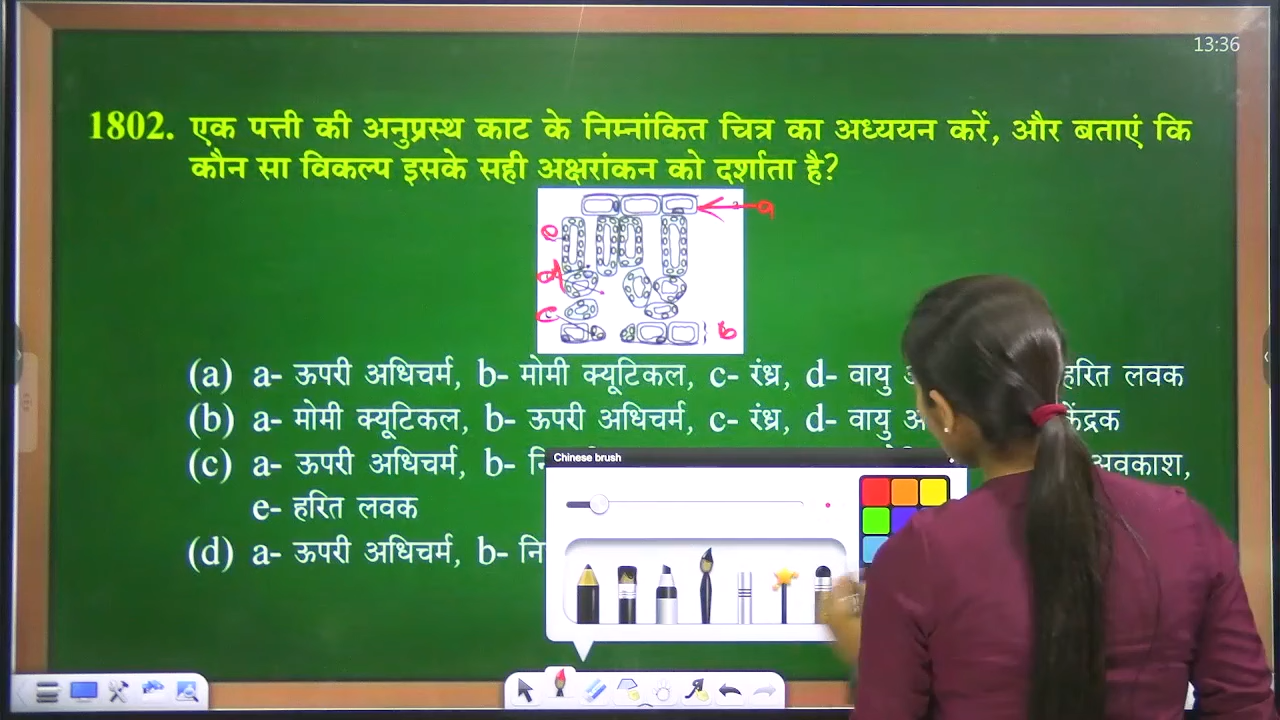 13:36
1802. एक पत्ती की अनुप्रस्थ काट के निम्नांकित चित्र का अध्ययन करें, और बताएं कि
कौन सा विकल्प इसके सही अक्षरांकन को दर्शाता है?
a
e
d
c
b
(a) a- ऊपरी अधिचर्म, b- मोमी क्यूटिकल, c- रंध्र, d- वायु हरित लवक
(b) a- मोमी क्यूटिकल, b- ऊपरी अधिचर्म, c- रंध्र, d- वायु केंद्रक
(c) a- ऊपरी अधिचर्म, b- अवकाश,
e- हरित लवक
(d) a- ऊपरी अधिचर्म, b-
Chinese brush